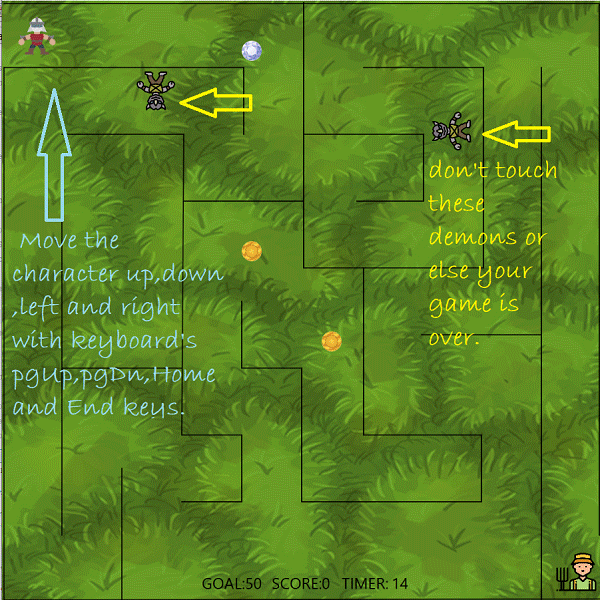 don't touch
these
demons or
else your
game is
over.
Move the
character up,down
,left and right
with keyboard's
pgUp,pgDn,Home
and End keys.
GOAL:50 SCORE:0 TIMER: 14